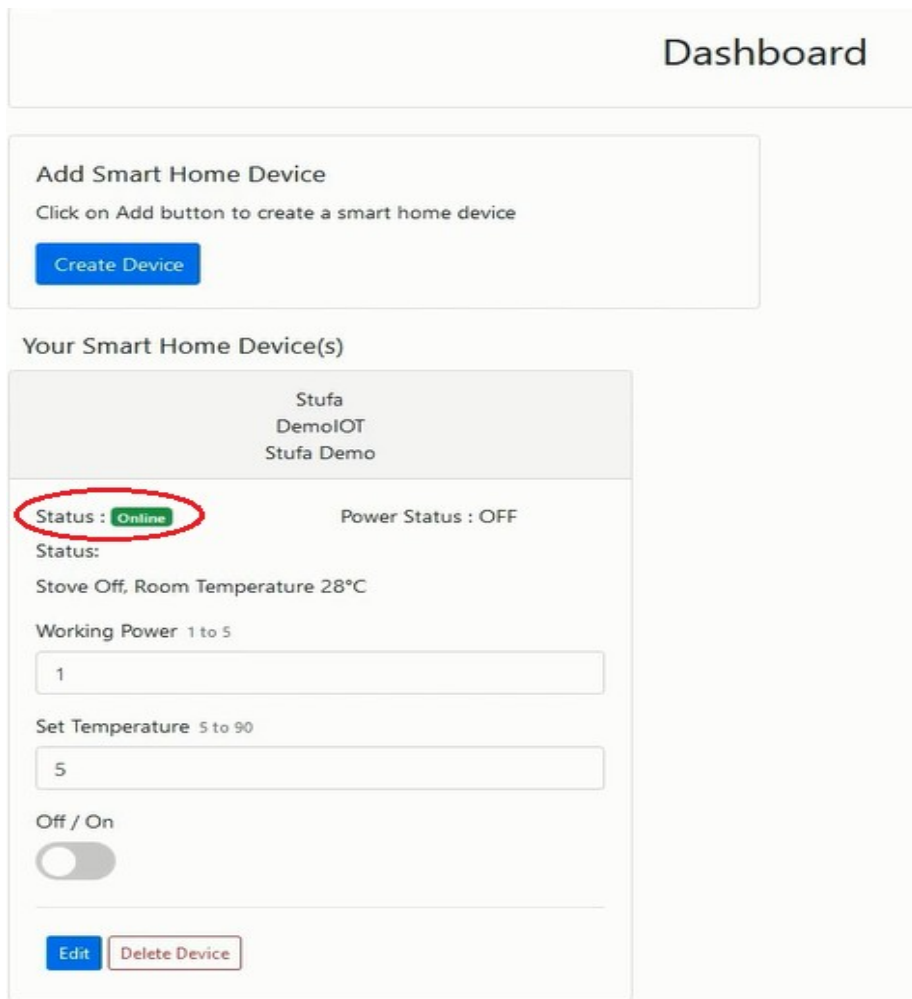 Dashboard
Add Smart Home Device
Click on Add button to create a smart home device
Create Device
Your Smart Home Device(s)
Stufa
DemoIOT
Stufa Demo
Status : Online Power Status : OFF
Status:
Stove Off, Room Temperature 28°C
Working Power 1 to 5
1
Set Temperature 5 to 90
5
Off / On
Edit Delete Device